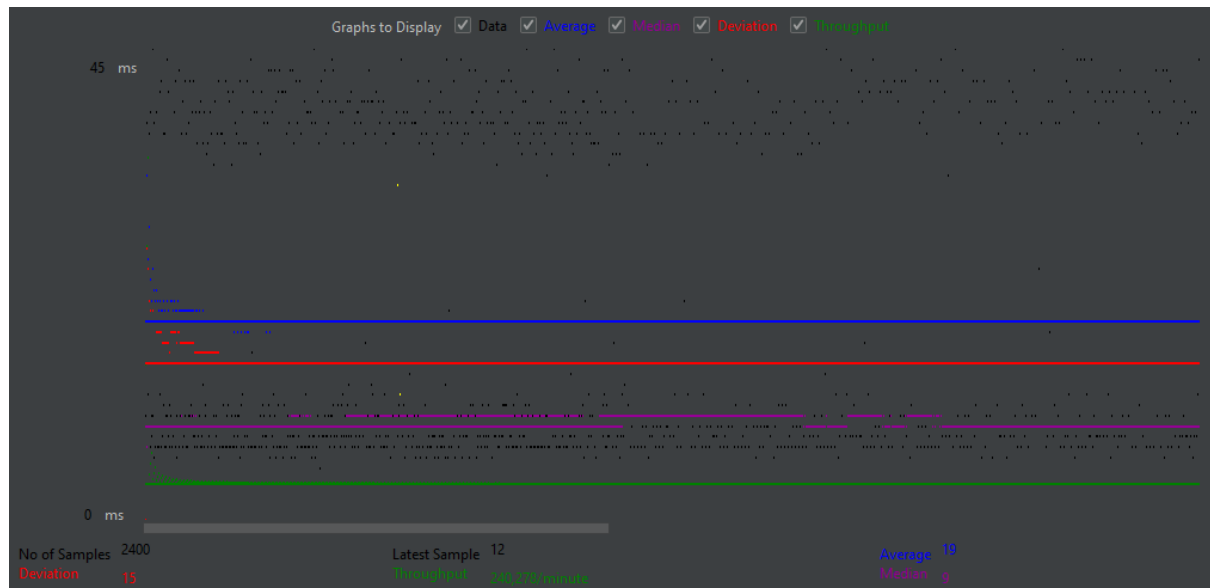 Graphs to Display Data Average Median Deviation Throughput
45 ms
0 ms
No of Samples 2400 Latest Sample 12 Average 19
Deviation 15 Throughput 240,278/minute Median